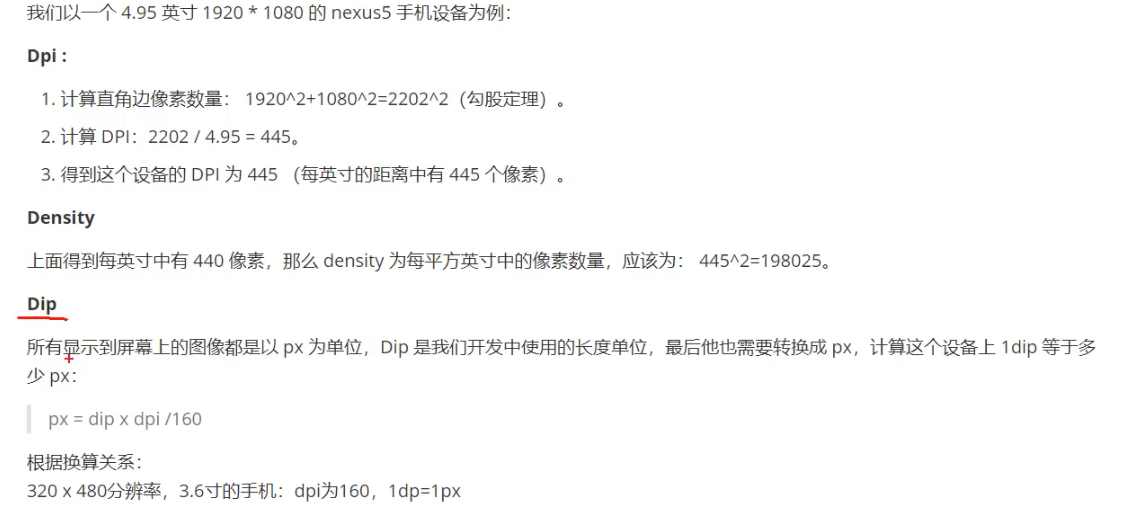 我们以一个 4.95 英寸 1920 * 1080 的 nexus5 手机设备为例：
Dpi :
1. 计算直角边像素数量： 1920^2+1080^2=2202^2（勾股定理）。
2. 计算 DPI：2202 / 4.95 = 445。
3. 得到这个设备的 DPI 为 445 （每英寸的距离中有 445 个像素）。
Density
上面得到每英寸中有 440 像素，那么 density 为每平方英寸中的像素数量，应该为： 445^2=198025。
Dip
所有显示到屏幕上的图像都是以 px 为单位，Dip 是我们开发中使用的长度单位，最后他也需要转换成 px，计算这个设备上 1dip 等于多
少 px：
px = dip x dpi /160
根据换算关系：
320 x 480分辨率，3.6寸的手机：dpi为160，1dp=1px